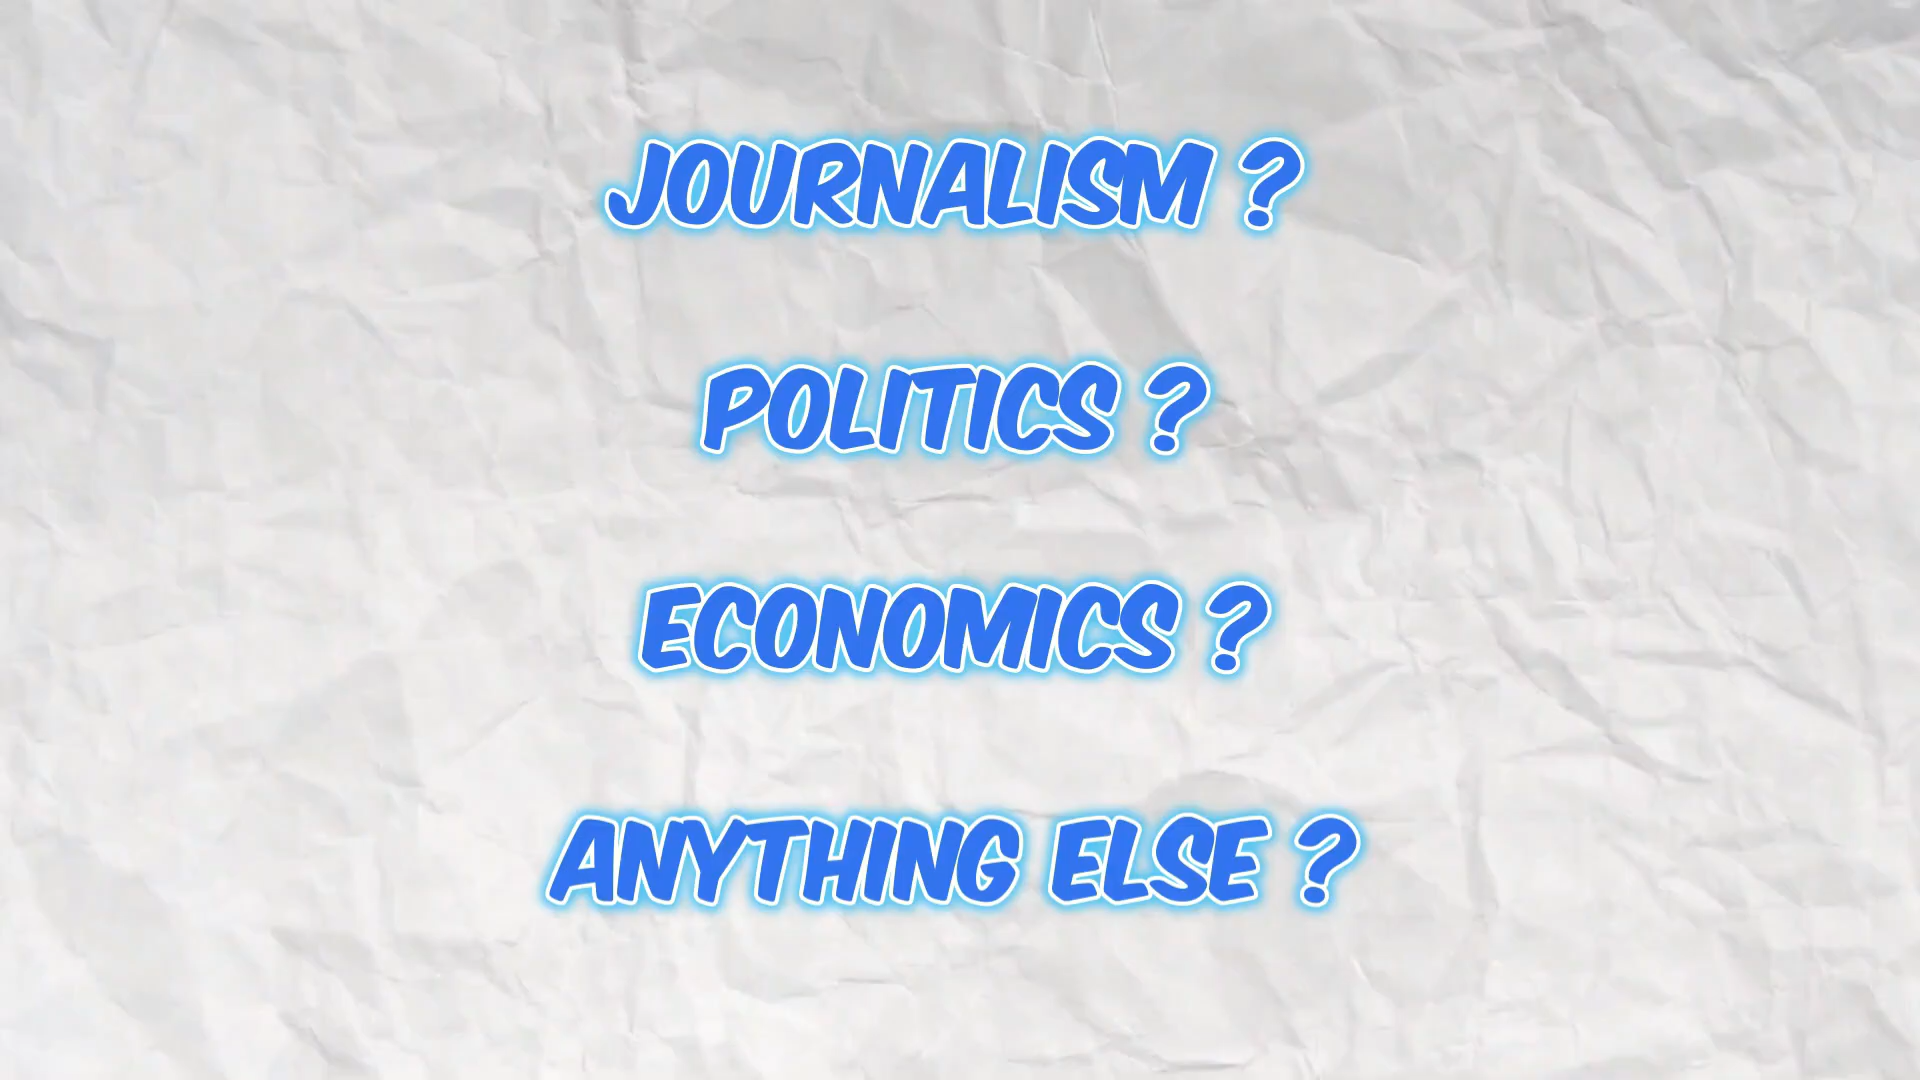 JOURNALISM ?
POLITICS ?
ECONOMICS ?
ANYTHING ELSE ?